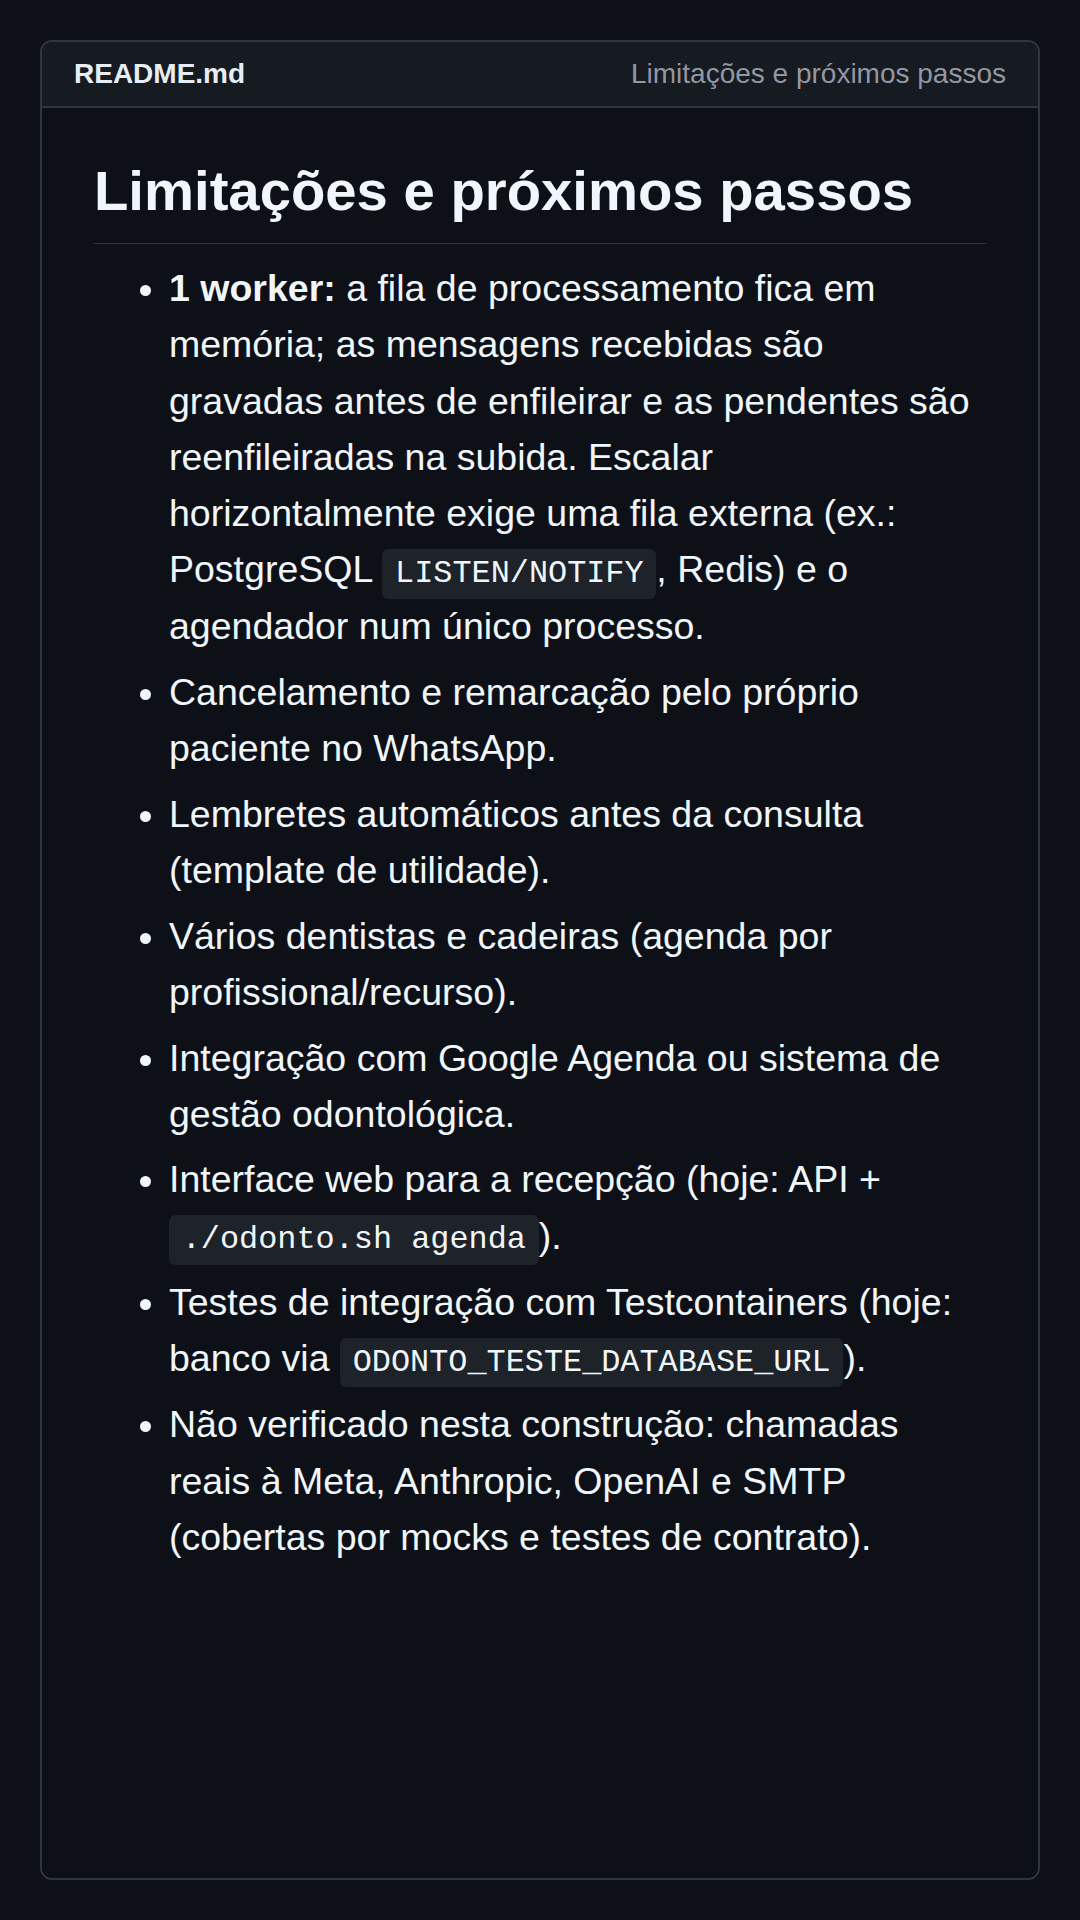 README.md
Limitações e próximos passos
Limitações e próximos passos
1 worker: a fila de processamento fica em
memória; as mensagens recebidas são
gravadas antes de enfileirar e as pendentes são
reenfileiradas na subida. Escalar
horizontalmente exige uma fila externa (ex.:
PostgreSQL LISTEN/NOTIFY, Redis) e o
agendador num único processo.
Cancelamento e remarcação pelo próprio
paciente no WhatsApp.
Lembretes automáticos antes da consulta
(template de utilidade).
Vários dentistas e cadeiras (agenda por
profissional/recurso).
Integração com Google Agenda ou sistema de
gestão odontológica.
Interface web para a recepção (hoje: API +
./odonto.sh agenda).
Testes de integração com Testcontainers (hoje:
banco via ODONTO_TESTE_DATABASE_URL).
Não verificado nesta construção: chamadas
reais à Meta, Anthropic, OpenAI e SMTP
(cobertas por mocks e testes de contrato).